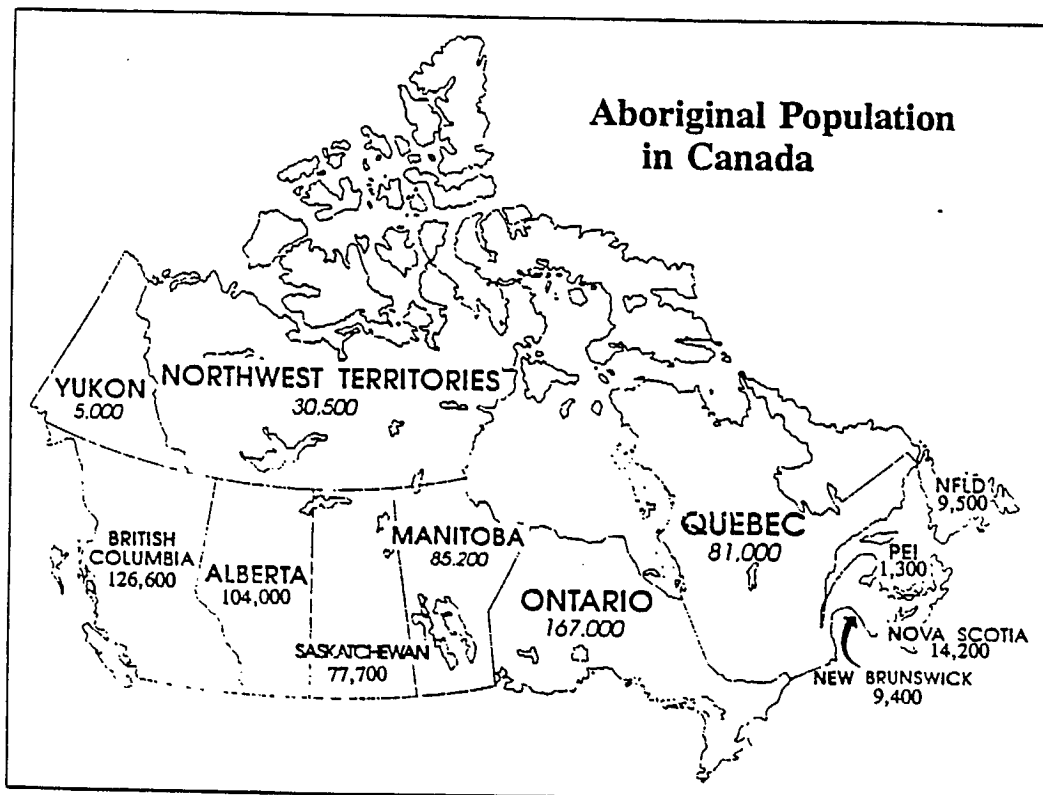 Aboriginal Population
in Canada
YUKON
5.000
NORTHWEST TERRITORIES
30.500
BRITISH
COLUMBIA
126,600
ALBERTA
104,000
SASKATCHEWAN
77,700
MANITOBA
85.200
ONTARIO
167.000
QUEBEC
81,000
NFLD
9,500
PEI
1,300
NOVA SCOTIA
14,200
NEW BRUNSWICK
9,400